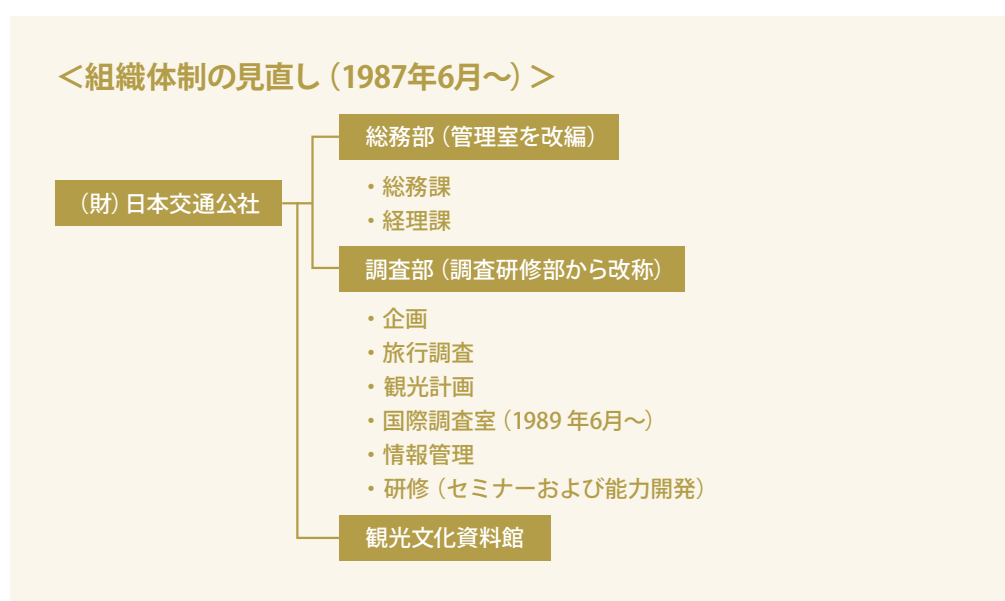 ＜組織体制の見直し（1987年6月～）＞
総務部（管理室を改編）
・総務課
・経理課
（財）日本交通公社
調査部（調査研修部から改称）
・企画
・旅行調査
・観光計画
・国際調査室（1989年6月～）
・情報管理
・研修（セミナーおよび能力開発）
観光文化資料館